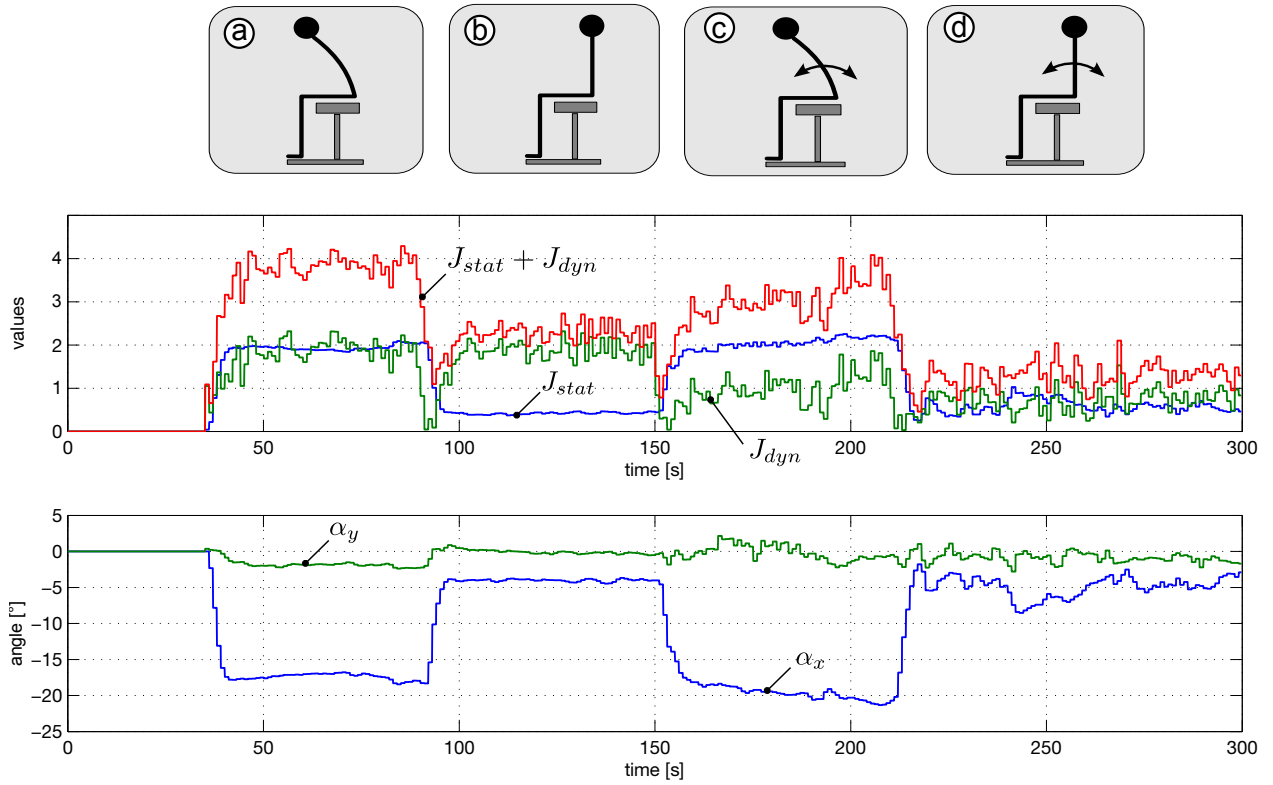 a b c d
J_{stat} + J_{dyn}
J_{stat}
J_{dyn}
values
4
3
2
1
0
0 50 100 150 200 250 300
time [s]
α_y
α_x
angle [°]
5
0
−5
−10
−15
−20
−25
0 50 100 150 200 250 300
time [s]